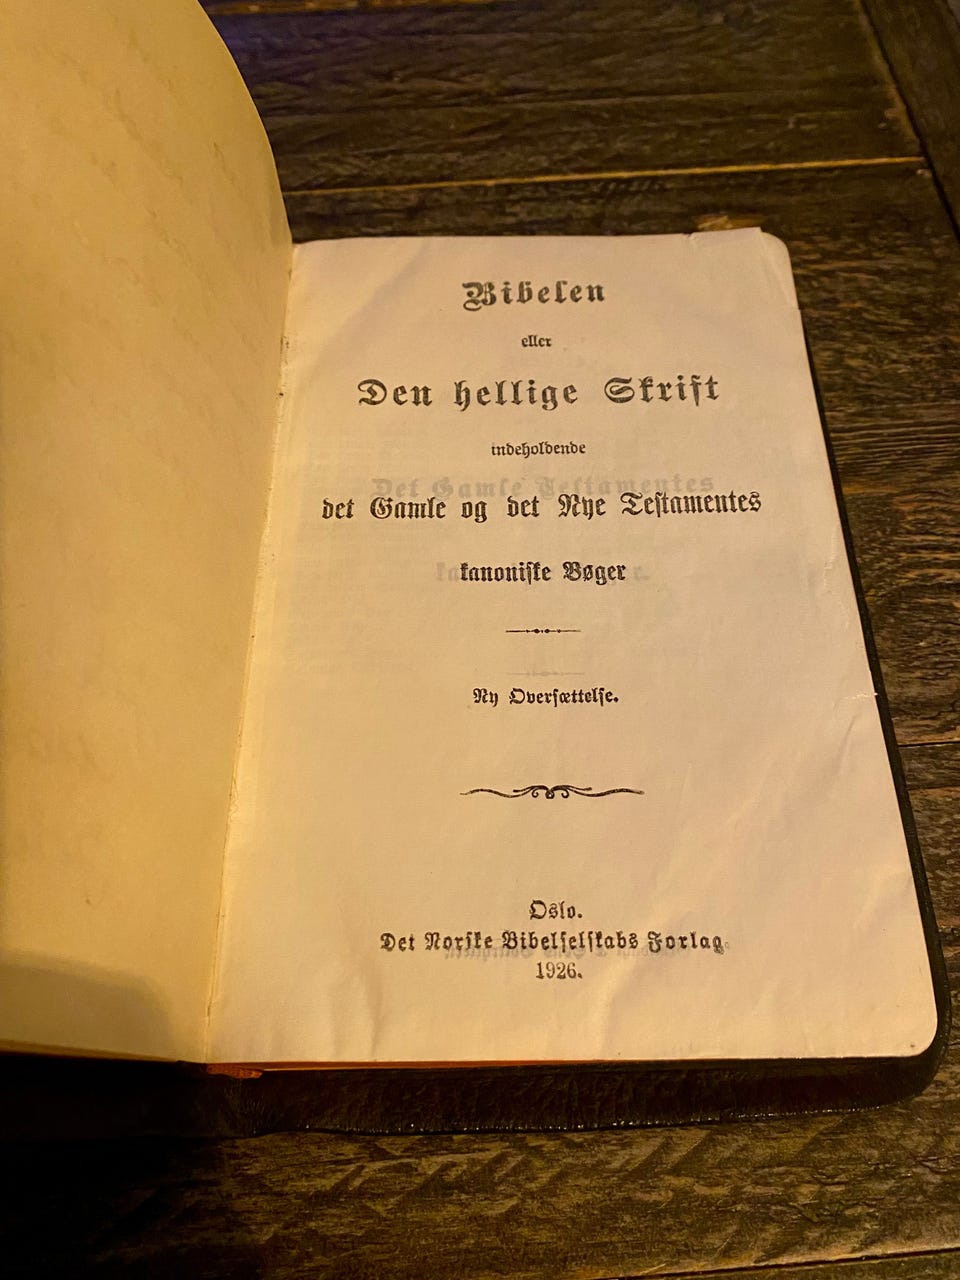 Bibelen
eller
Den hellige Skrift
indeholdende
det Gamle og det Nye Testamentes
kanoniske Bøger
Ny Oversættelse.
Oslo.
Det Norske Bibelselskabs Forlag.
1926.